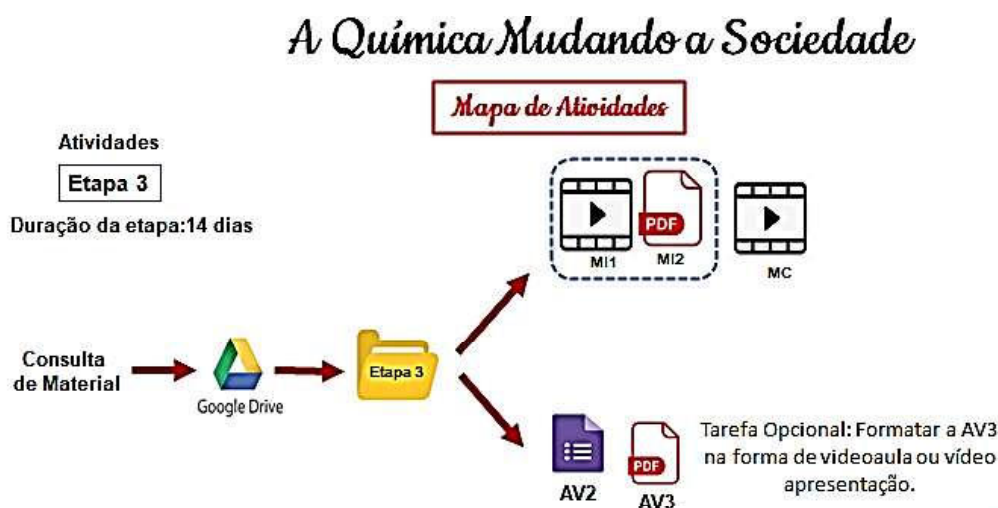 A Química Mudando a Sociedade
Mapa de Atividades
Atividades
Etapa 3
Duração da etapa:14 dias
PDF
MI1
MI2
MC
Consulta
de Material
Google Drive
Etapa 3
AV2
PDF
AV3
Tarefa Opcional: Formatar a AV3
na forma de videoaula ou vídeo
apresentação.